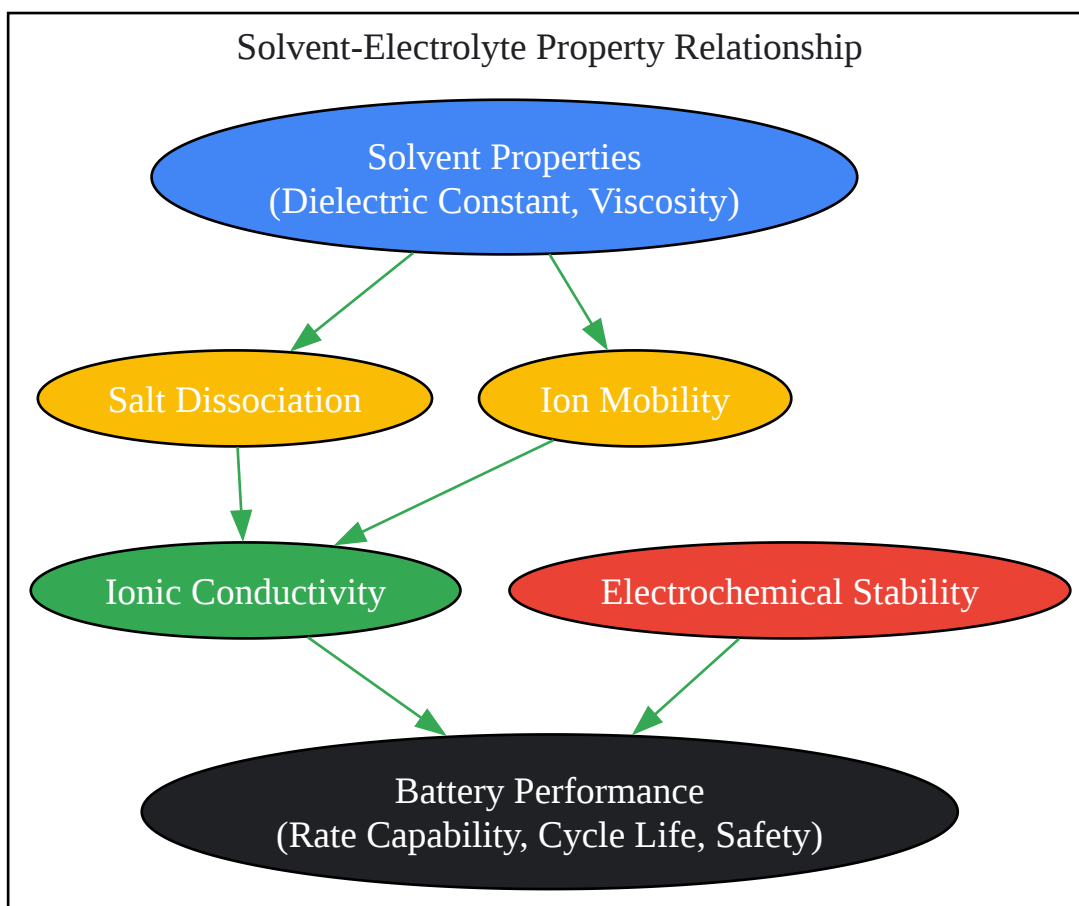 Solvent-Electrolyte Property Relationship
Solvent Properties
(Dielectric Constant, Viscosity)
Salt Dissociation
Ion Mobility
Ionic Conductivity
Electrochemical Stability
Battery Performance
(Rate Capability, Cycle Life, Safety)